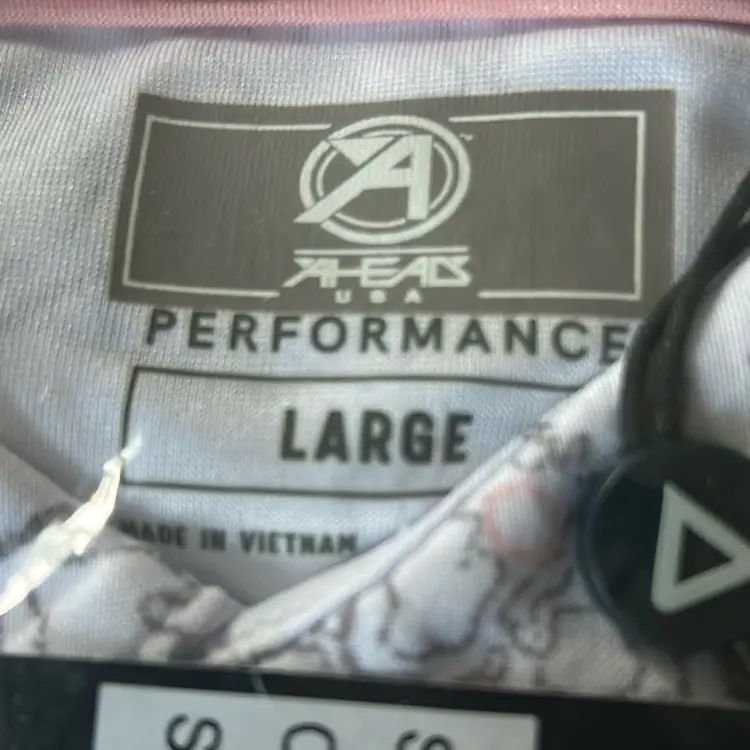 AHEAD
USA
PERFORMANCE
LARGE
MADE IN VIETNAM